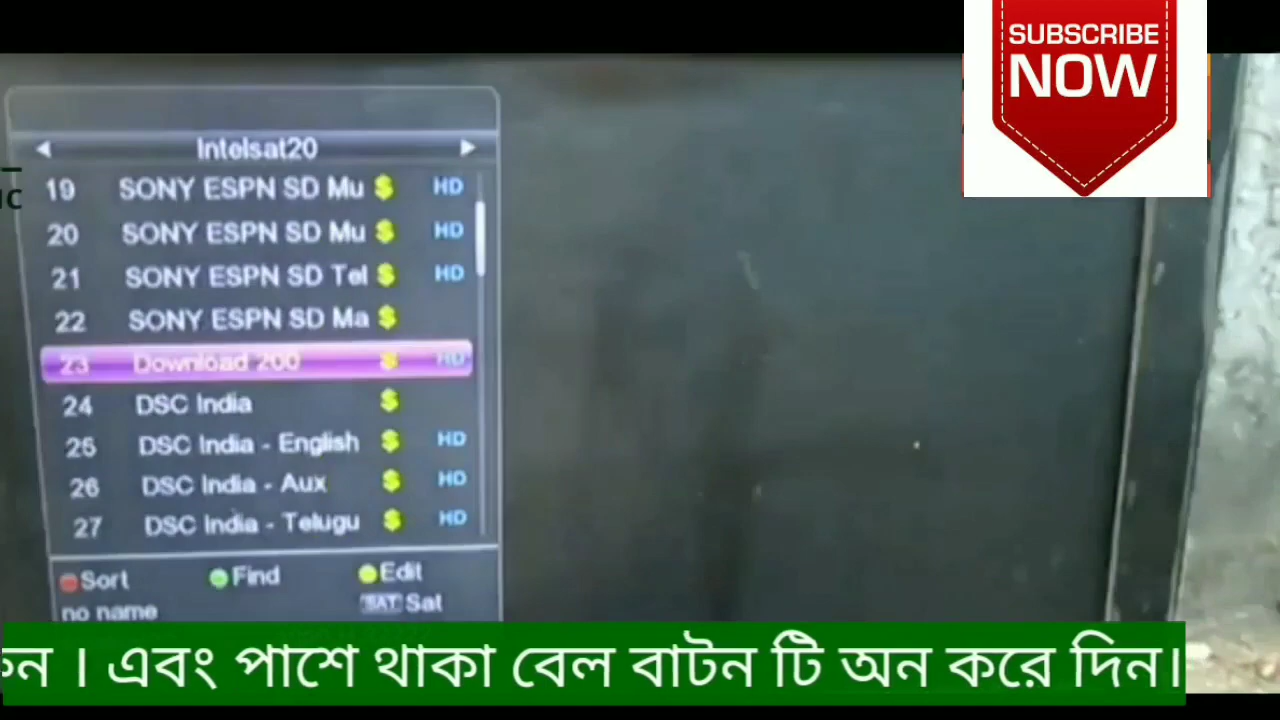 SUBSCRIBE
NOW
Intelsat20
19 SONY ESPN SD Mu $ HD
20 SONY ESPN SD Mu $ HD
21 SONY ESPN SD Tel $ HD
22 SONY ESPN SD Ma $
23 Download 200 $ HD
24 DSC India $
25 DSC India - English $ HD
26 DSC India - Aux $ HD
27 DSC India - Telugu $ HD
Sort Find Edit
no name SAT Sat
। এবং পাশে থাকা বেল বাটন টি অন করে দিন।